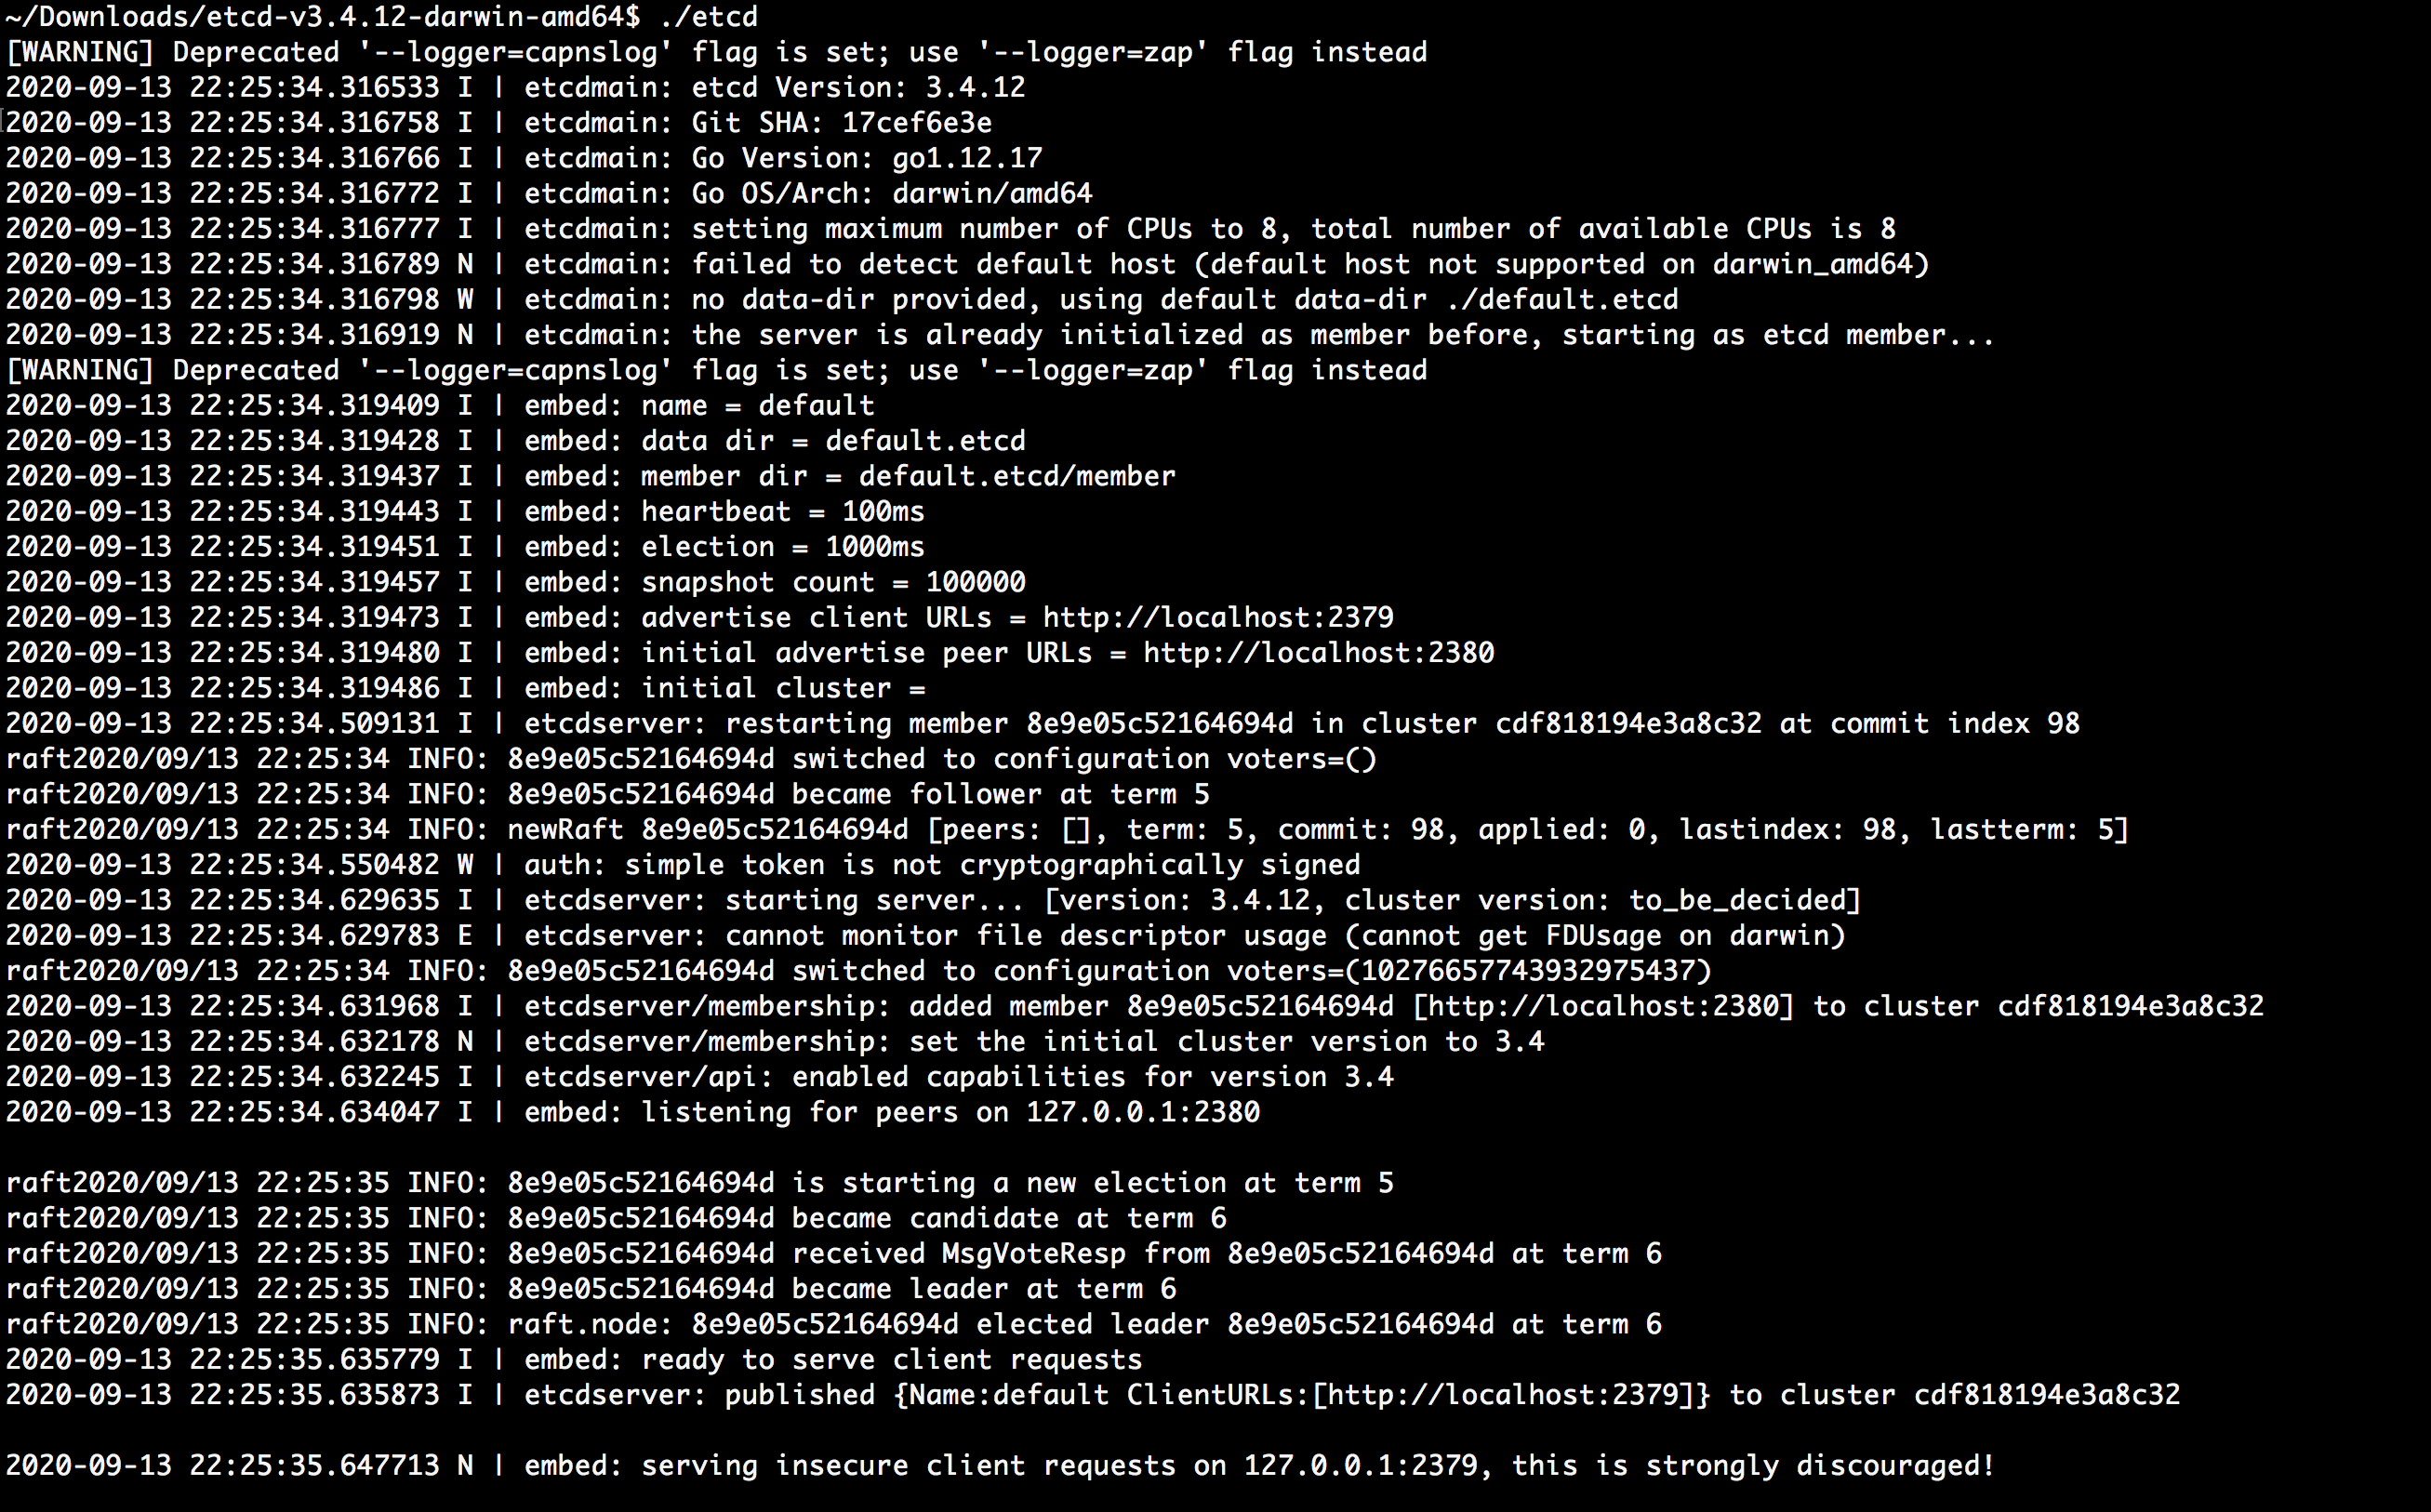 ~/Downloads/etcd-v3.4.12-darwin-amd64$ ./etcd
[WARNING] Deprecated '--logger=capnslog' flag is set; use '--logger=zap' flag instead
2020-09-13 22:25:34.316533 I | etcdmain: etcd Version: 3.4.12
2020-09-13 22:25:34.316758 I | etcdmain: Git SHA: 17cef6e3e
2020-09-13 22:25:34.316766 I | etcdmain: Go Version: go1.12.17
2020-09-13 22:25:34.316772 I | etcdmain: Go OS/Arch: darwin/amd64
2020-09-13 22:25:34.316777 I | etcdmain: setting maximum number of CPUs to 8, total number of available CPUs is 8
2020-09-13 22:25:34.316789 N | etcdmain: failed to detect default host (default host not supported on darwin_amd64)
2020-09-13 22:25:34.316798 W | etcdmain: no data-dir provided, using default data-dir ./default.etcd
2020-09-13 22:25:34.316919 N | etcdmain: the server is already initialized as member before, starting as etcd member...
[WARNING] Deprecated '--logger=capnslog' flag is set; use '--logger=zap' flag instead
2020-09-13 22:25:34.319409 I | embed: name = default
2020-09-13 22:25:34.319428 I | embed: data dir = default.etcd
2020-09-13 22:25:34.319437 I | embed: member dir = default.etcd/member
2020-09-13 22:25:34.319443 I | embed: heartbeat = 100ms
2020-09-13 22:25:34.319451 I | embed: election = 1000ms
2020-09-13 22:25:34.319457 I | embed: snapshot count = 100000
2020-09-13 22:25:34.319473 I | embed: advertise client URLs = http://localhost:2379
2020-09-13 22:25:34.319480 I | embed: initial advertise peer URLs = http://localhost:2380
2020-09-13 22:25:34.319486 I | embed: initial cluster =
2020-09-13 22:25:34.509131 I | etcdserver: restarting member 8e9e05c52164694d in cluster cdf818194e3a8c32 at commit index 98
raft2020/09/13 22:25:34 INFO: 8e9e05c52164694d switched to configuration voters=()
raft2020/09/13 22:25:34 INFO: 8e9e05c52164694d became follower at term 5
raft2020/09/13 22:25:34 INFO: newRaft 8e9e05c52164694d [peers: [], term: 5, commit: 98, applied: 0, lastindex: 98, lastterm: 5]
2020-09-13 22:25:34.550482 W | auth: simple token is not cryptographically signed
2020-09-13 22:25:34.629635 I | etcdserver: starting server... [version: 3.4.12, cluster version: to_be_decided]
2020-09-13 22:25:34.629783 E | etcdserver: cannot monitor file descriptor usage (cannot get FDUsage on darwin)
raft2020/09/13 22:25:34 INFO: 8e9e05c52164694d switched to configuration voters=(10276657743932975437)
2020-09-13 22:25:34.631968 I | etcdserver/membership: added member 8e9e05c52164694d [http://localhost:2380] to cluster cdf818194e3a8c32
2020-09-13 22:25:34.632178 N | etcdserver/membership: set the initial cluster version to 3.4
2020-09-13 22:25:34.632245 I | etcdserver/api: enabled capabilities for version 3.4
2020-09-13 22:25:34.634047 I | embed: listening for peers on 127.0.0.1:2380
raft2020/09/13 22:25:35 INFO: 8e9e05c52164694d is starting a new election at term 5
raft2020/09/13 22:25:35 INFO: 8e9e05c52164694d became candidate at term 6
raft2020/09/13 22:25:35 INFO: 8e9e05c52164694d received MsgVoteResp from 8e9e05c52164694d at term 6
raft2020/09/13 22:25:35 INFO: 8e9e05c52164694d became leader at term 6
raft2020/09/13 22:25:35 INFO: raft.node: 8e9e05c52164694d elected leader 8e9e05c52164694d at term 6
2020-09-13 22:25:35.635779 I | embed: ready to serve client requests
2020-09-13 22:25:35.635873 I | etcdserver: published {Name:default ClientURLs:[http://localhost:2379]} to cluster cdf818194e3a8c32
2020-09-13 22:25:35.647713 N | embed: serving insecure client requests on 127.0.0.1:2379, this is strongly discouraged!